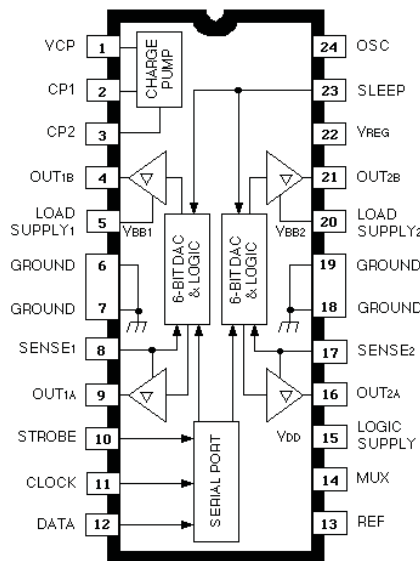 VCP 1
CP1 2
CP2 3
OUT1B 4
LOAD
SUPPLY1 5
GROUND 6
GROUND 7
SENSE1 8
OUT1A 9
STROBE 10
CLOCK 11
DATA 12
CHARGE
PUMP
VBB1
6-BIT DAC
& LOGIC
6-BIT DAC
& LOGIC
VBB2
VDD
SERIAL PORT
24 OSC
23 SLEEP
22 VREG
21 OUT2B
20 LOAD
SUPPLY2
19 GROUND
18 GROUND
17 SENSE2
16 OUT2A
15 LOGIC
SUPPLY
14 MUX
13 REF